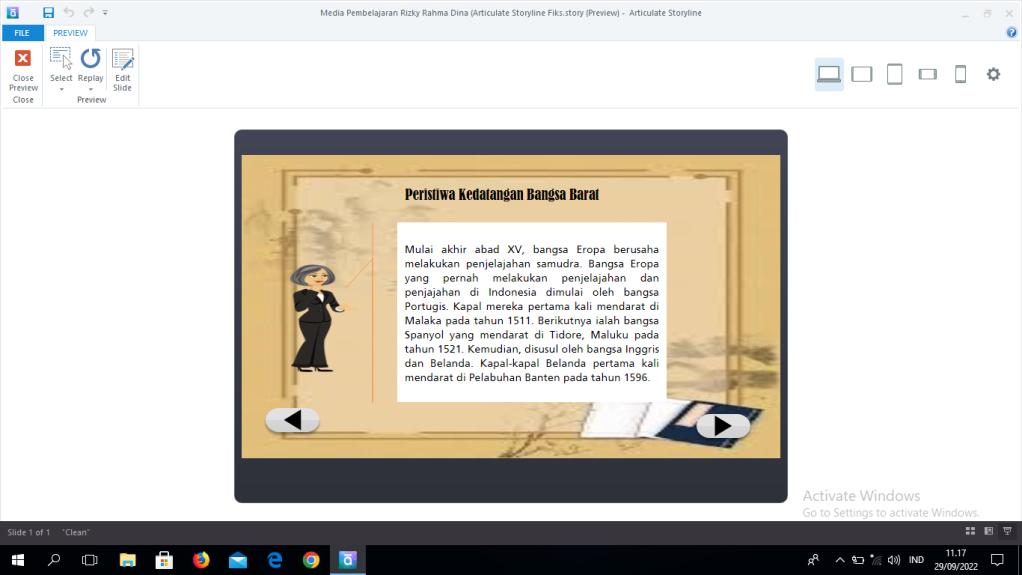 Media Pembelajaran Rizky Rahma Dina (Articulate Storyline Fiks.story (Preview) - Articulate Storyline
FILE
PREVIEW
Close Preview
Select
Replay
Edit Slide
Close
Preview
Peristiwa Kedatangan Bangsa Barat
Mulai akhir abad XV, bangsa Eropa berusaha
melakukan penjelajahan samudra. Bangsa Eropa
yang pernah melakukan penjelajahan dan
penjajahan di Indonesia dimulai oleh bangsa
Portugis. Kapal mereka pertama kali mendarat di
Malaka pada tahun 1511. Berikutnya ialah bangsa
Spanyol yang mendarat di Tidore, Maluku pada
tahun 1521. Kemudian, disusul oleh bangsa Inggris
dan Belanda. Kapal-kapal Belanda pertama kali
mendarat di Pelabuhan Banten pada tahun 1596.
Activate Windows
Go to Settings to activate Windows.
Slide 1 of 1 "Clean"
IND
11.17
29/09/2022